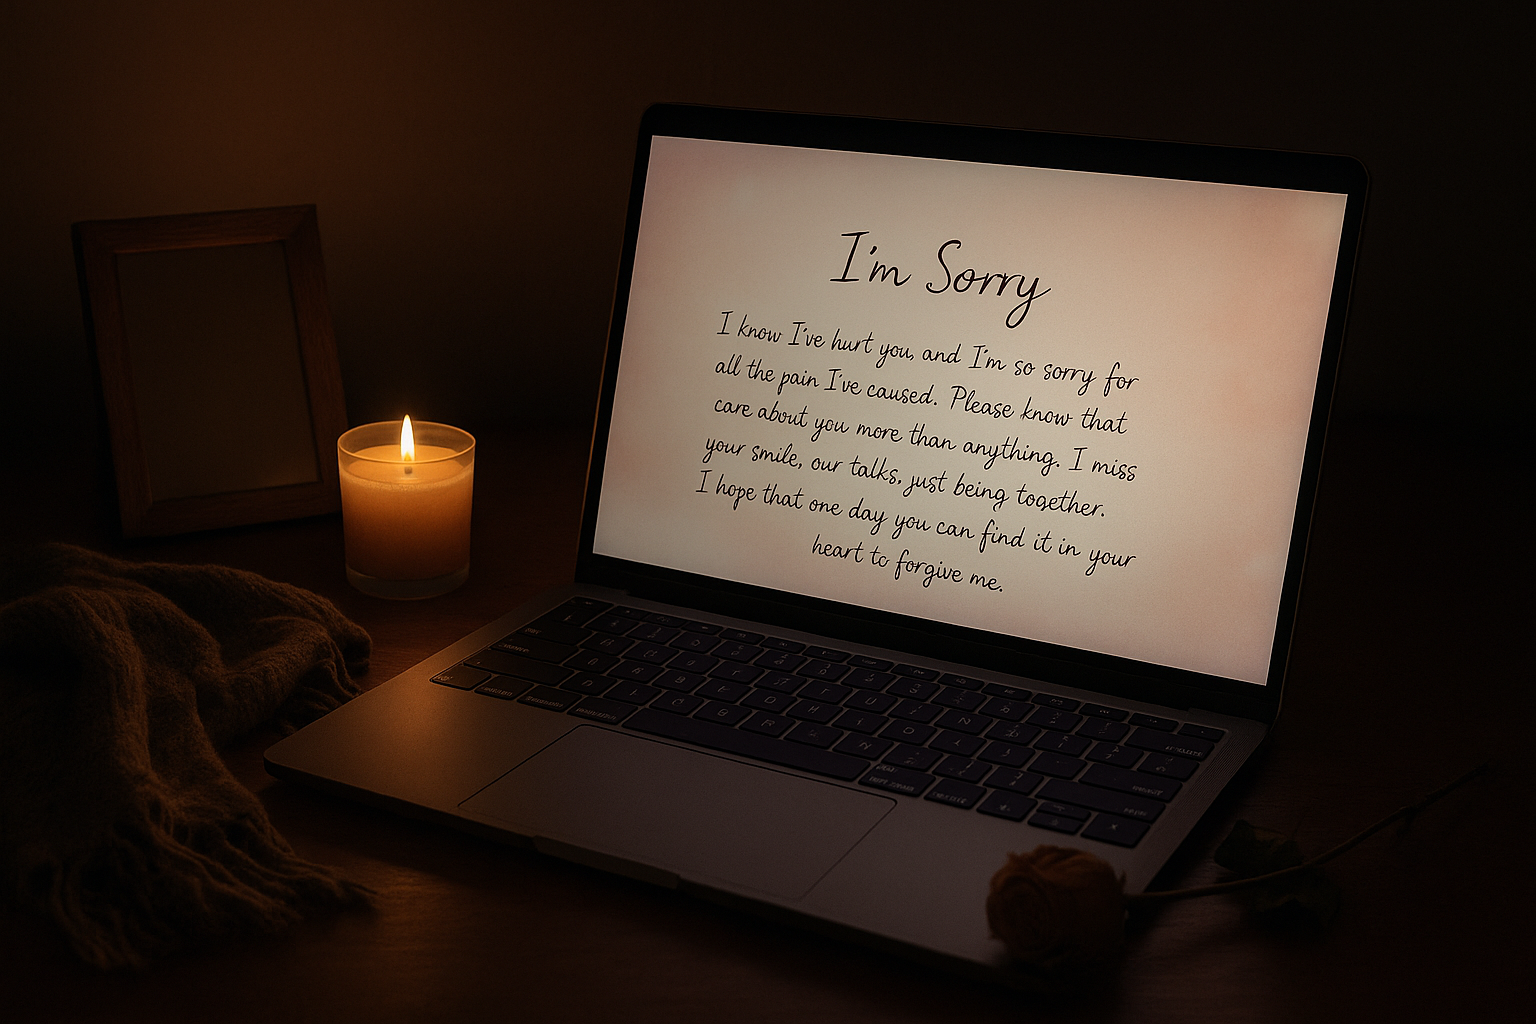 I'm Sorry
I know I've hurt you, and I'm so sorry for
all the pain I've caused. Please know that
care about you more than anything. I miss
your smile, our talks, just being together.
I hope that one day you can find it in your
heart to forgive me.